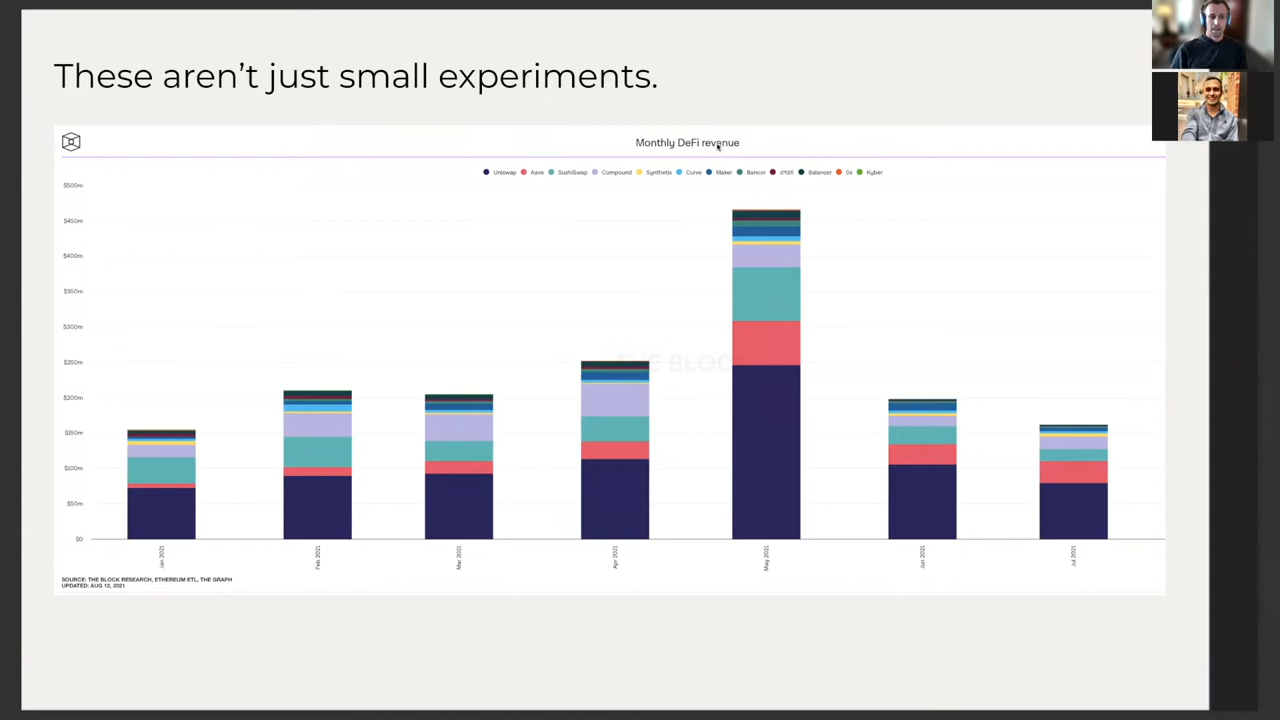 These aren't just small experiments.
Monthly DeFi revenue
Uniswap Aave SushiSwap Compound Synthetix Curve Maker Bancor dYdX Balancer 0x Kyber
$500m
$450m
$400m
$350m
$300m
$250m
$200m
$150m
$100m
$50m
$0
THE BLOCK
Jan 2021
Feb 2021
Mar 2021
Apr 2021
May 2021
Jun 2021
Jul 2021
SOURCE: THE BLOCK RESEARCH, ETHEREUM ETL, THE GRAPH
UPDATED: AUG 12, 2021